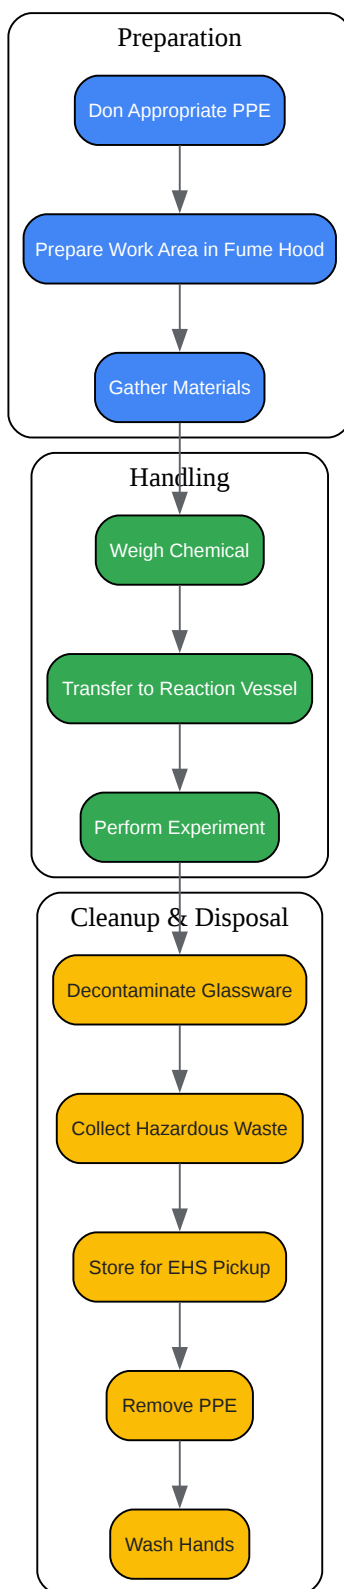 Preparation
Don Appropriate PPE
Prepare Work Area in Fume Hood
Gather Materials
Handling
Weigh Chemical
Transfer to Reaction Vessel
Perform Experiment
Cleanup & Disposal
Decontaminate Glassware
Collect Hazardous Waste
Store for EHS Pickup
Remove PPE
Wash Hands